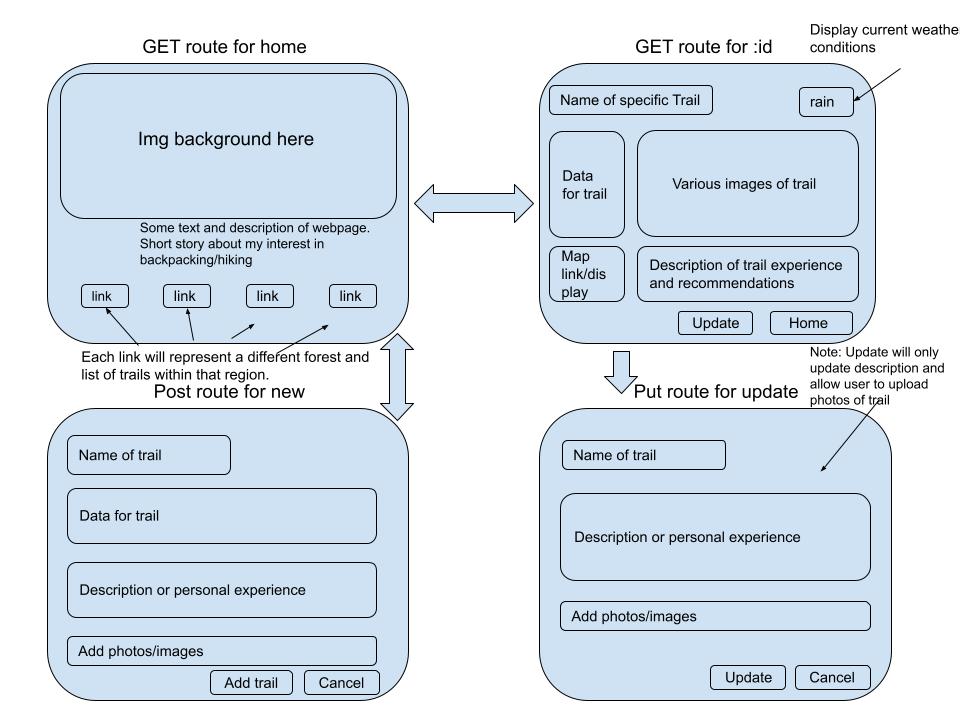 GET route for home
Img background here
Some text and description of webpage.
Short story about my interest in
backpacking/hiking
link
link
link
link
Each link will represent a different forest and
list of trails within that region.
GET route for :id
Display current weathe
conditions
Name of specific Trail
rain
Data
for trail
Various images of trail
Map
link/dis
play
Description of trail experience
and recommendations
Update
Home
Post route for new
Name of trail
Data for trail
Description or personal experience
Add photos/images
Add trail
Cancel
Put route for update
Note: Update will only
update description and
allow user to upload
photos of trail
Name of trail
Description or personal experience
Add photos/images
Update
Cancel